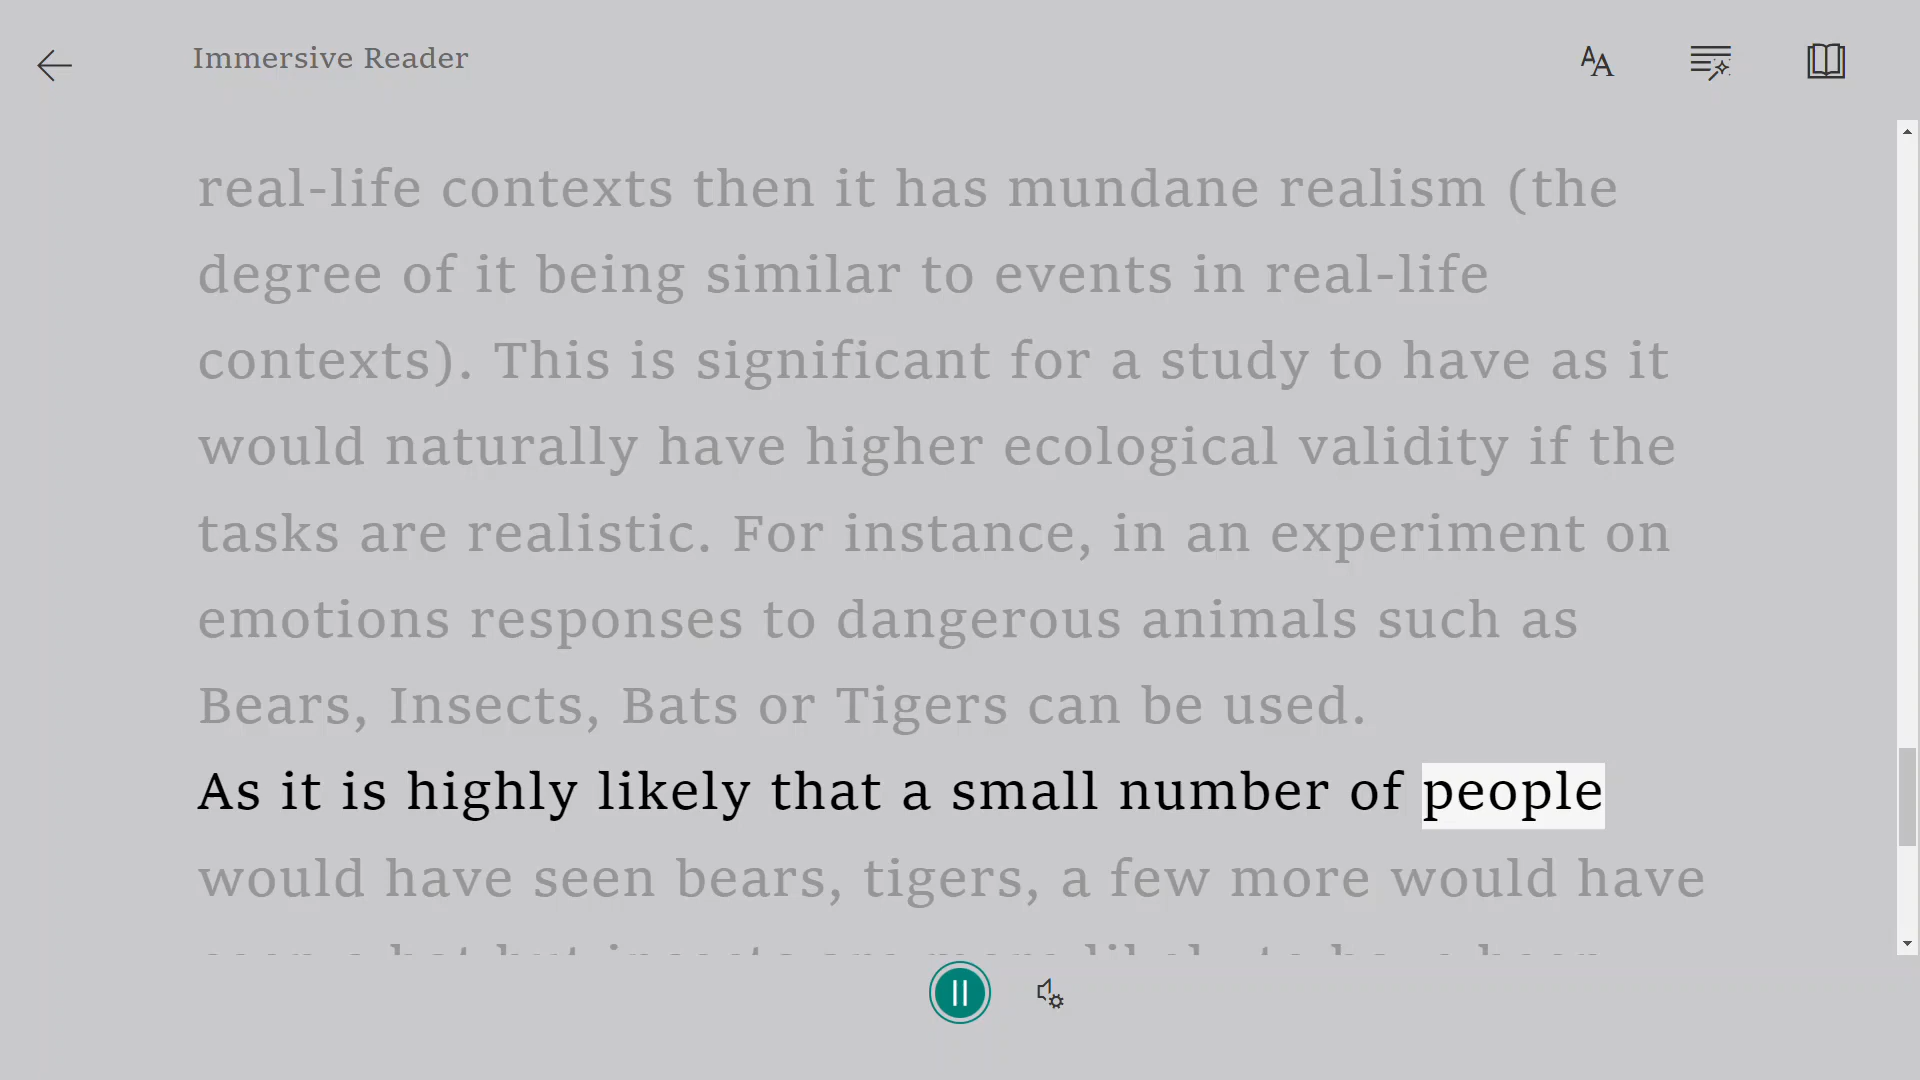 Immersive Reader
real-life contexts then it has mundane realism (the
degree of it being similar to events in real-life
contexts). This is significant for a study to have as it
would naturally have higher ecological validity if the
tasks are realistic. For instance, in an experiment on
emotions responses to dangerous animals such as
Bears, Insects, Bats or Tigers can be used.
As it is highly likely that a small number of people
would have seen bears, tigers, a few more would have